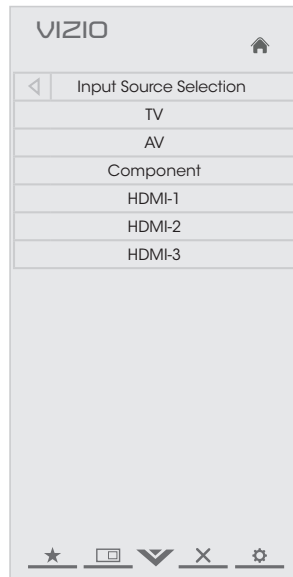 VIZIO
Input Source Selection
TV
AV
Component
HDMI-1
HDMI-2
HDMI-3